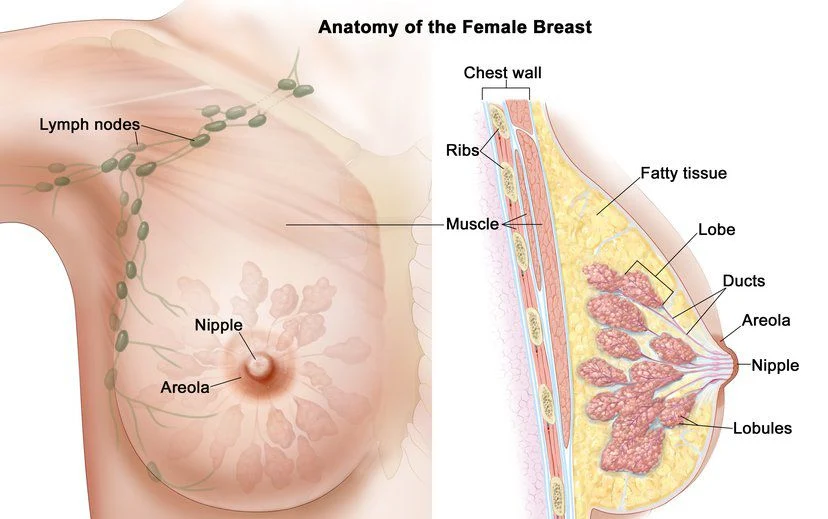 Anatomy of the Female Breast
Chest wall
Lymph nodes
Ribs
Fatty tissue
Muscle
Lobe
Ducts
Nipple
Areola
Areola
Nipple
Lobules